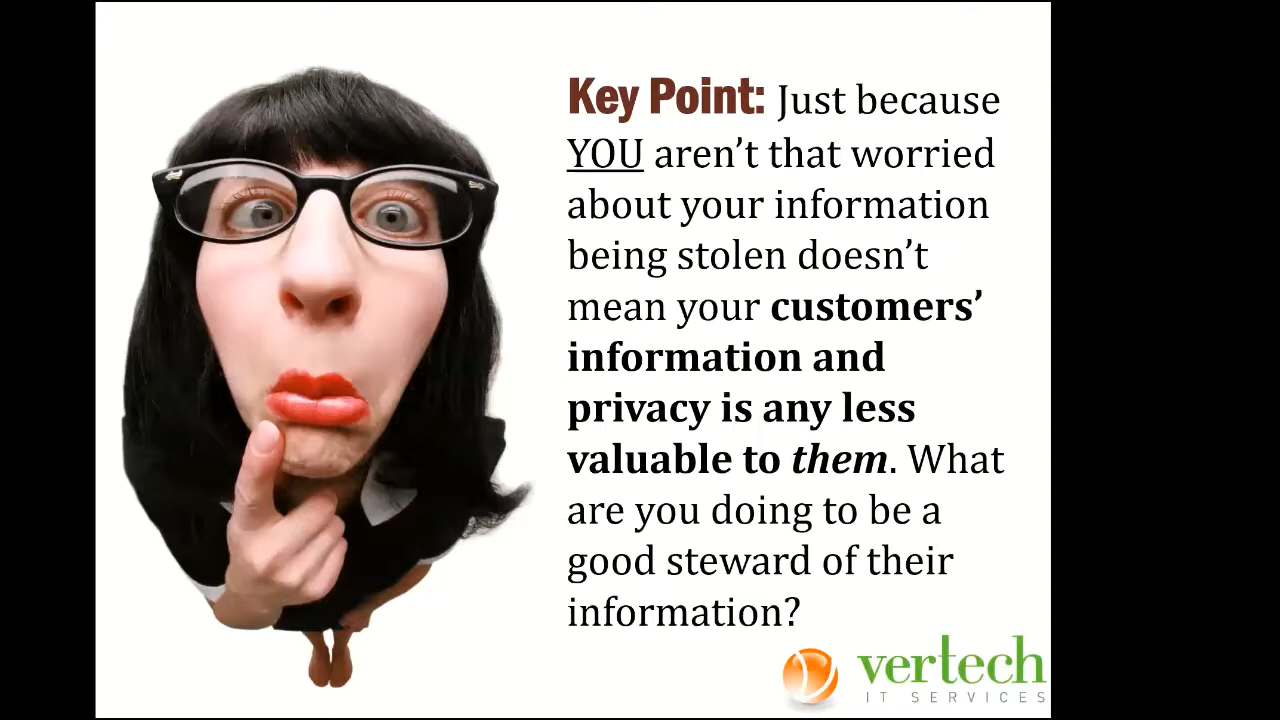 Key Point: Just because
YOU aren’t that worried
about your information
being stolen doesn’t
mean your customers’
information and
privacy is any less
valuable to them. What
are you doing to be a
good steward of their
information?
vertech
IT SERVICES